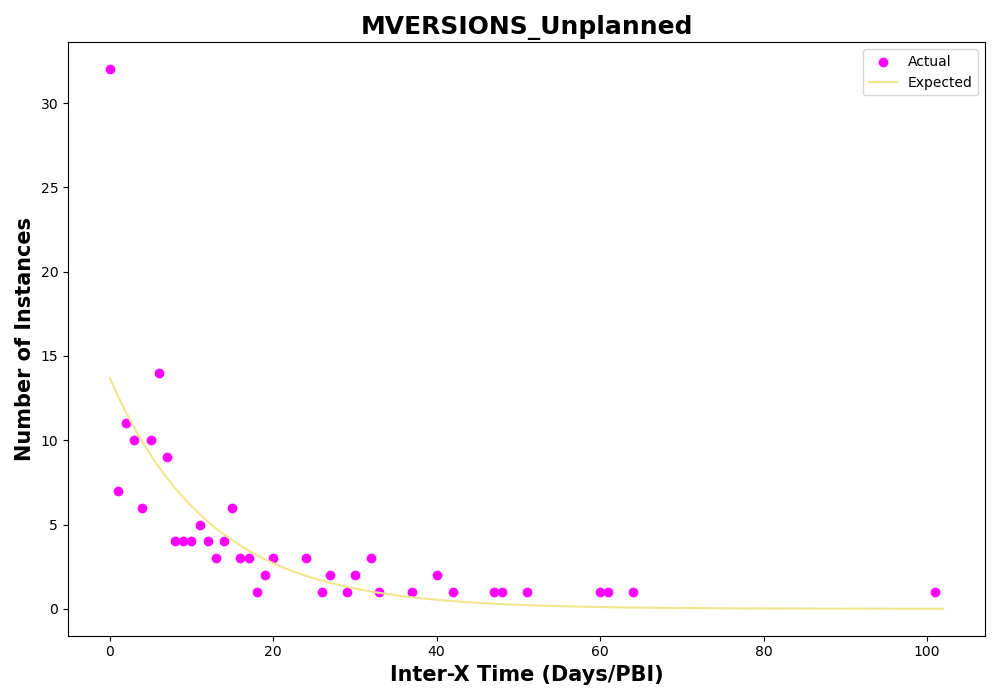 MVERSIONS_Unplanned
Actual
Expected
Number of Instances
30
25
20
15
10
5
0
0 20 40 60 80 100
Inter-X Time (Days/PBI)